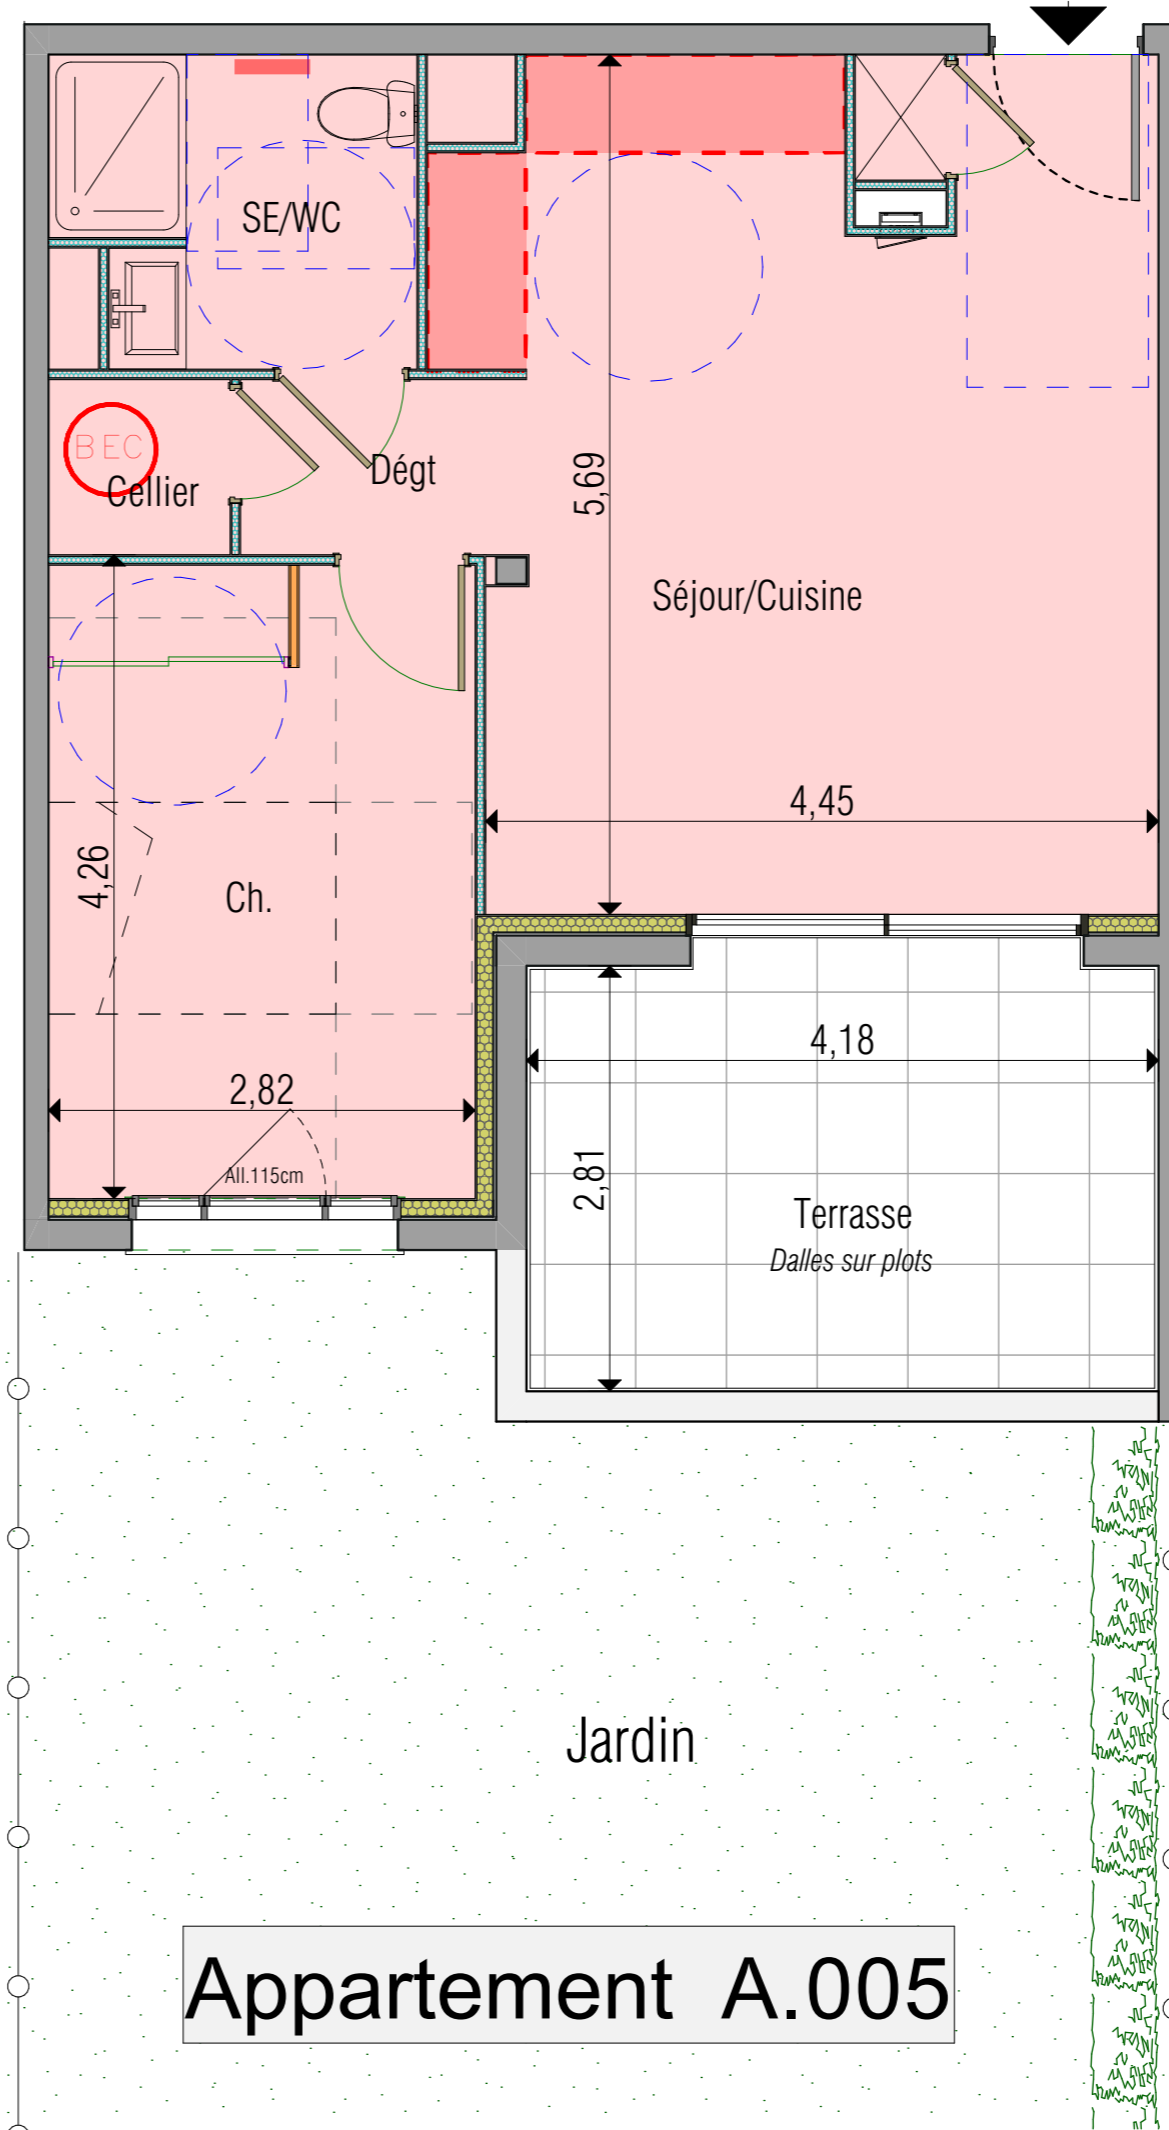 SE/WC
BEC
Cellier
Dégt
5,69
Séjour/Cuisine
4,45
4,26
Ch.
2,82
All.115cm
4,18
2,81
Terrasse
Dalles sur plots
Jardin
Appartement A.005